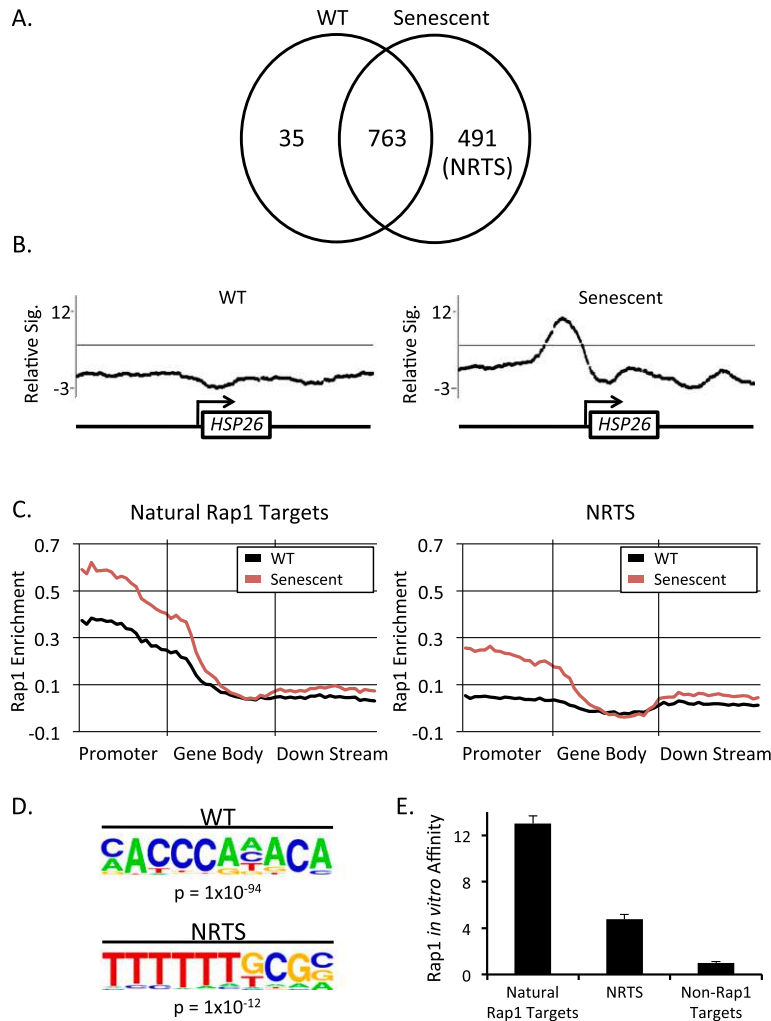 A.
WT Senescent
35 763 491
(NRTS)
B.
WT Senescent
Relative Sig. 12 -3 Relative Sig. 12 -3
HSP26 HSP26
C.
Natural Rap1 Targets NRTS
Rap1 Enrichment Rap1 Enrichment
0.7 0.7
WT WT
Senescent Senescent
0.5 0.5
0.3 0.3
0.1 0.1
-0.1 -0.1
Promoter Gene Body Down Stream Promoter Gene Body Down Stream
D.
WT
CACCCAAACA
p = 1x10-94
NRTS
TTTTTTGCGC
p = 1x10-12
E.
Rap1 in vitro Affinity
12
8
4
0
Natural NRTS Non-Rap1
Rap1 Targets Targets